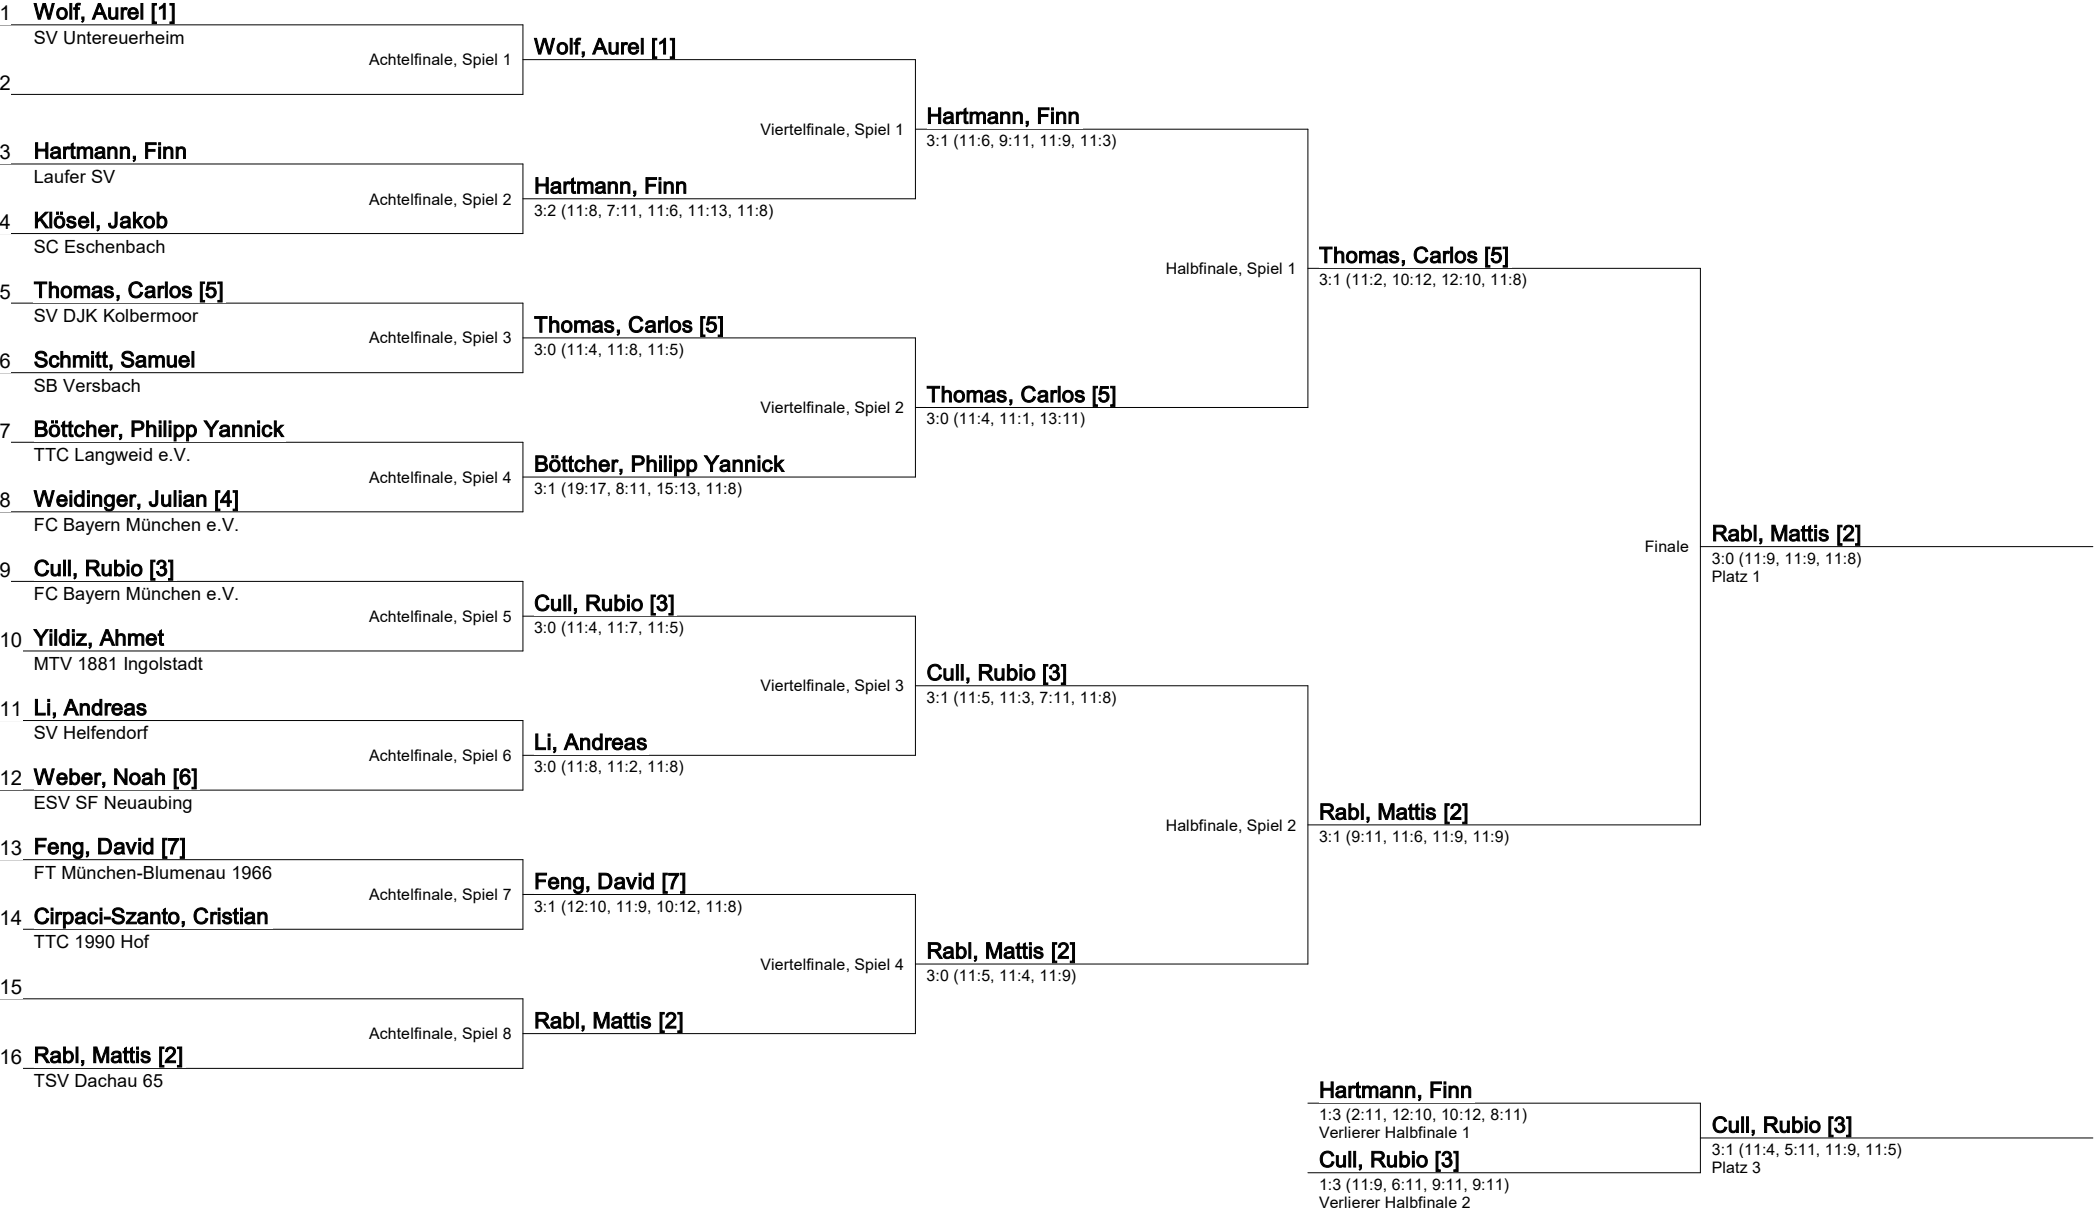 1 Wolf, Aurel [1]
SV Untereuerheim
Achtelfinale, Spiel 1
2
Wolf, Aurel [1]
3 Hartmann, Finn
Laufer SV
Achtelfinale, Spiel 2
4 Klösel, Jakob
SC Eschenbach
Hartmann, Finn
3:2 (11:8, 7:11, 11:6, 11:13, 11:8)
Viertelfinale, Spiel 1
Hartmann, Finn
3:1 (11:6, 9:11, 11:9, 11:3)
5 Thomas, Carlos [5]
SV DJK Kolbermoor
Achtelfinale, Spiel 3
6 Schmitt, Samuel
SB Versbach
Thomas, Carlos [5]
3:0 (11:4, 11:8, 11:5)
7 Böttcher, Philipp Yannick
TTC Langweid e.V.
Achtelfinale, Spiel 4
8 Weidinger, Julian [4]
FC Bayern München e.V.
Böttcher, Philipp Yannick
3:1 (19:17, 8:11, 15:13, 11:8)
Viertelfinale, Spiel 2
Thomas, Carlos [5]
3:0 (11:4, 11:1, 13:11)
Halbfinale, Spiel 1
Thomas, Carlos [5]
3:1 (11:2, 10:12, 12:10, 11:8)
9 Cull, Rubio [3]
FC Bayern München e.V.
Achtelfinale, Spiel 5
10 Yildiz, Ahmet
MTV 1881 Ingolstadt
Cull, Rubio [3]
3:0 (11:4, 11:7, 11:5)
11 Li, Andreas
SV Helfendorf
Achtelfinale, Spiel 6
12 Weber, Noah [6]
ESV SF Neuaubing
Li, Andreas
3:0 (11:8, 11:2, 11:8)
Viertelfinale, Spiel 3
Cull, Rubio [3]
3:1 (11:5, 11:3, 7:11, 11:8)
13 Feng, David [7]
FT München-Blumenau 1966
Achtelfinale, Spiel 7
14 Cirpaci-Szanto, Cristian
TTC 1990 Hof
Feng, David [7]
3:1 (12:10, 11:9, 10:12, 11:8)
15
Achtelfinale, Spiel 8
16 Rabl, Mattis [2]
TSV Dachau 65
Rabl, Mattis [2]
Viertelfinale, Spiel 4
Rabl, Mattis [2]
3:0 (11:5, 11:4, 11:9)
Halbfinale, Spiel 2
Rabl, Mattis [2]
3:1 (9:11, 11:6, 11:9, 11:9)
Finale
Rabl, Mattis [2]
3:0 (11:9, 11:9, 11:8)
Platz 1
Hartmann, Finn
1:3 (2:11, 12:10, 10:12, 8:11)
Verlierer Halbfinale 1
Cull, Rubio [3]
1:3 (11:9, 6:11, 9:11, 9:11)
Verlierer Halbfinale 2
Cull, Rubio [3]
3:1 (11:4, 5:11, 11:9, 11:5)
Platz 3